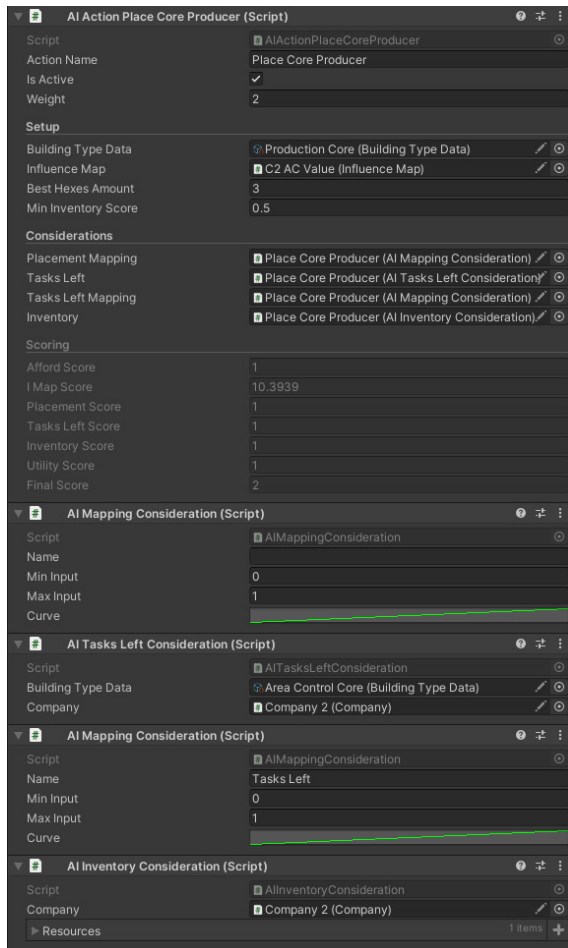 AI Action Place Core Producer (Script)
Script AIActionPlaceCoreProducer
Action Name Place Core Producer
Is Active
Weight 2
Setup
Building Type Data Production Core (Building Type Data)
Influence Map C2 AC Value (Influence Map)
Best Hexes Amount 3
Min Inventory Score 0.5
Considerations
Placement Mapping Place Core Producer (AI Mapping Consideration)
Tasks Left Place Core Producer (AI Tasks Left Consideration)
Tasks Left Mapping Place Core Producer (AI Mapping Consideration)
Inventory Place Core Producer (AI Inventory Consideration)
Scoring
Afford Score 1
I Map Score 10.3939
Placement Score 1
Tasks Left Score 1
Inventory Score 1
Utility Score 1
Final Score 2
AI Mapping Consideration (Script)
Script AIMappingConsideration
Name
Min Input 0
Max Input 1
Curve
AI Tasks Left Consideration (Script)
Script AITasksLeftConsideration
Building Type Data Area Control Core (Building Type Data)
Company Company 2 (Company)
AI Mapping Consideration (Script)
Script AIMappingConsideration
Name Tasks Left
Min Input 0
Max Input 1
Curve
AI Inventory Consideration (Script)
Script AIInventoryConsideration
Company Company 2 (Company)
Resources 1 items